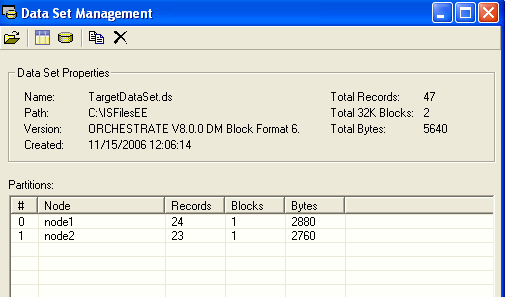 Data Set Management
Data Set Properties
Name: TargetDataSet.ds Total Records: 47
Path: C:\ISFilesEE Total 32K Blocks: 2
Version: ORCHESTRATE V8.0.0 DM Block Format 6. Total Bytes: 5640
Created: 11/15/2006 12:06:14
Partitions:
# Node Records Blocks Bytes
0 node1 24 1 2880
1 node2 23 1 2760